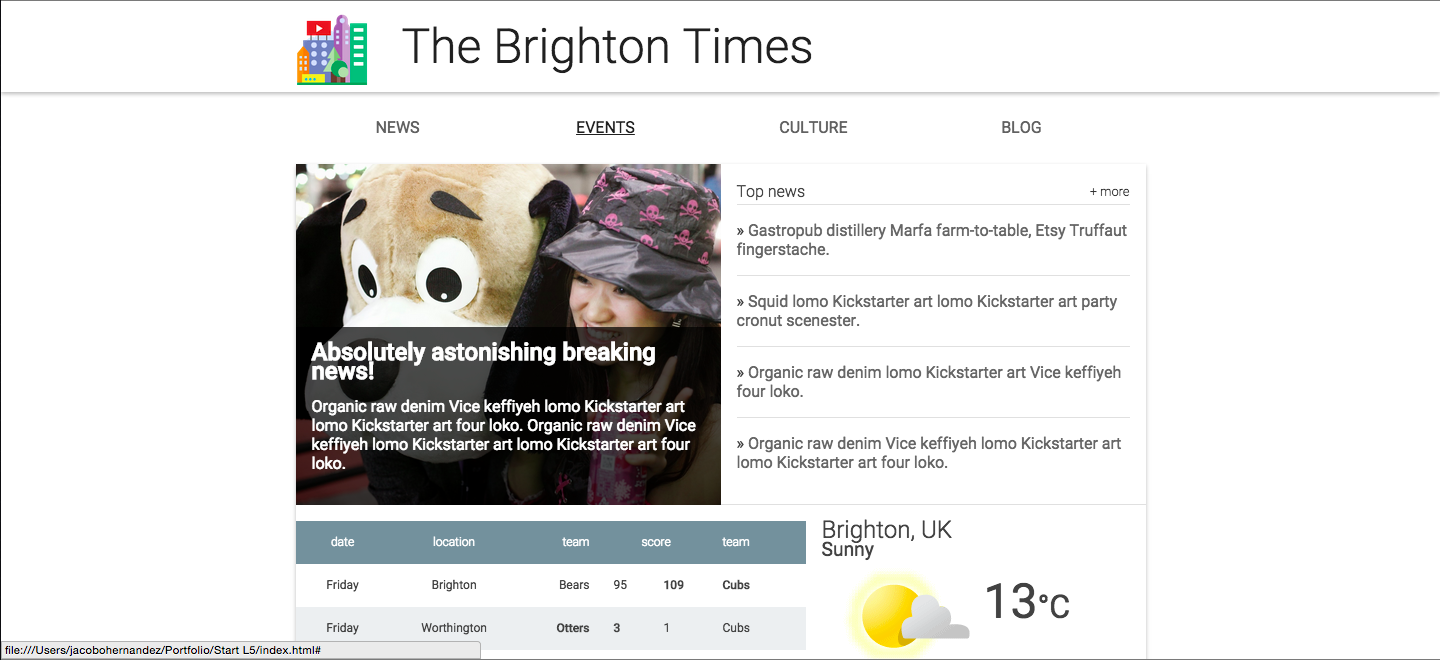 The Brighton Times
NEWS EVENTS CULTURE BLOG
Absolutely astonishing breaking
news!
Organic raw denim Vice keffiyeh lomo Kickstarter art
lomo Kickstarter art four loko. Organic raw denim Vice
keffiyeh lomo Kickstarter art lomo Kickstarter art four
loko.
Top news + more
» Gastropub distillery Marfa farm-to-table, Etsy Truffaut
fingerstache.
» Squid lomo Kickstarter art lomo Kickstarter art party
cronut scenester.
» Organic raw denim lomo Kickstarter art Vice keffiyeh
four loko.
» Organic raw denim Vice keffiyeh lomo Kickstarter art
lomo Kickstarter art four loko.
date location team score team
Friday Brighton Bears 95 109 Cubs
Friday Worthington Otters 3 1 Cubs
Brighton, UK
Sunny
13°C
file:///Users/jacobohernandez/Portfolio/Start L5/index.html#